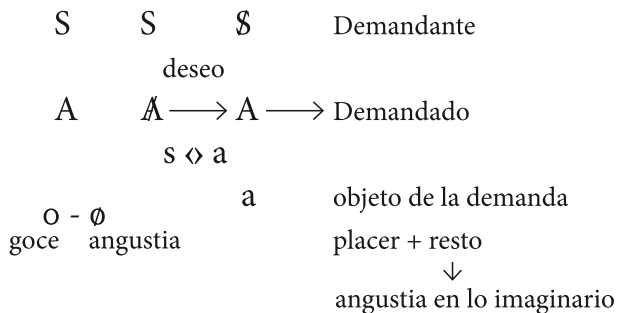 S S $ Demandante
deseo
A Ⱥ → A → Demandado
s ‹› a
a objeto de la demanda
o - ø
goce angustia placer + resto
↓
angustia en lo imaginario